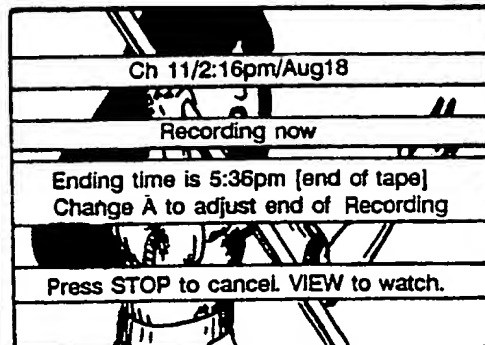 Ch 11/2:16pm/Aug18
Recording now
Ending time is 5:36pm [end of tape]
Change A to adjust end of Recording
Press STOP to cancel. VIEW to watch.